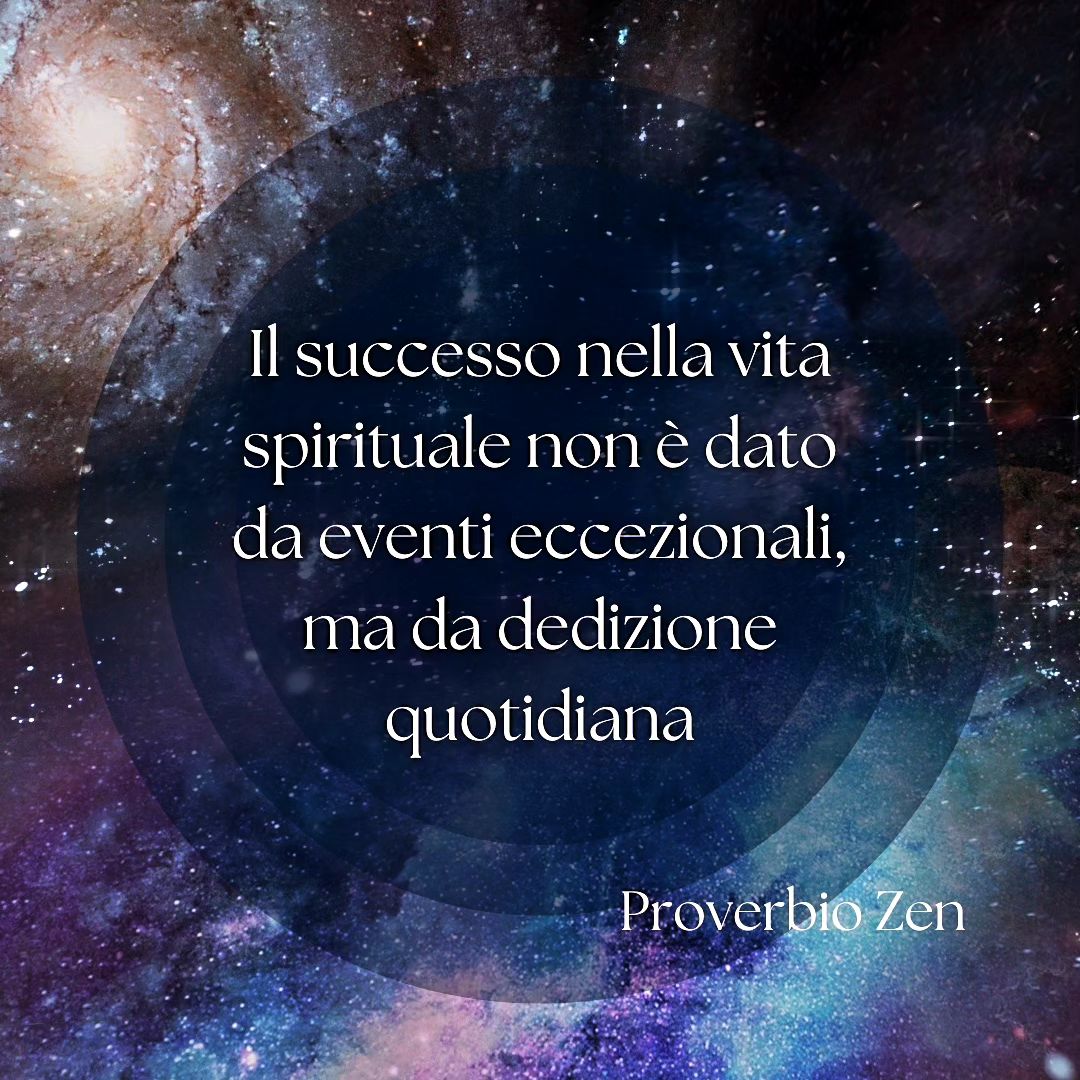 Il successo nella vita
spirituale non è dato
da eventi eccezionali,
ma da dedizione
quotidiana
Proverbio Zen